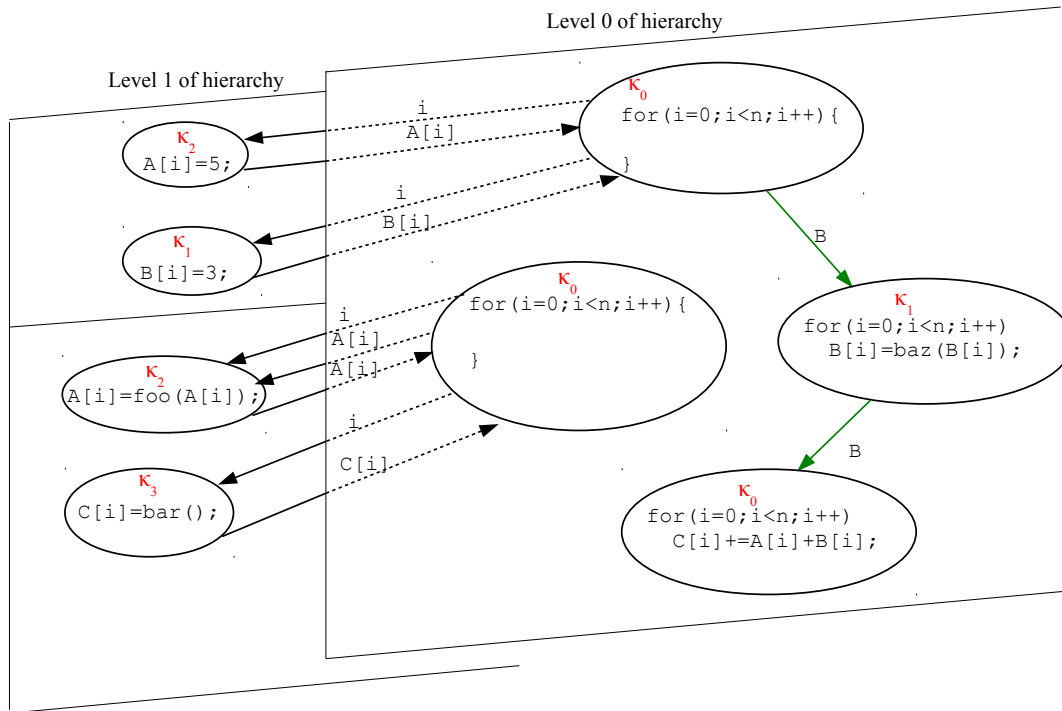 Level 0 of hierarchy
Level 1 of hierarchy
κ0
for(i=0;i<n;i++){
}
i
A[i]
κ2
A[i]=5;
i
B[i]
κ1
B[i]=3;
B
κ0
for(i=0;i<n;i++){
}
κ1
for(i=0;i<n;i++)
B[i]=baz(B[i]);
i
A[i]
A[i]
κ2
A[i]=foo(A[i]);
i
C[i]
κ3
C[i]=bar();
B
κ0
for(i=0;i<n;i++)
C[i]+=A[i]+B[i];